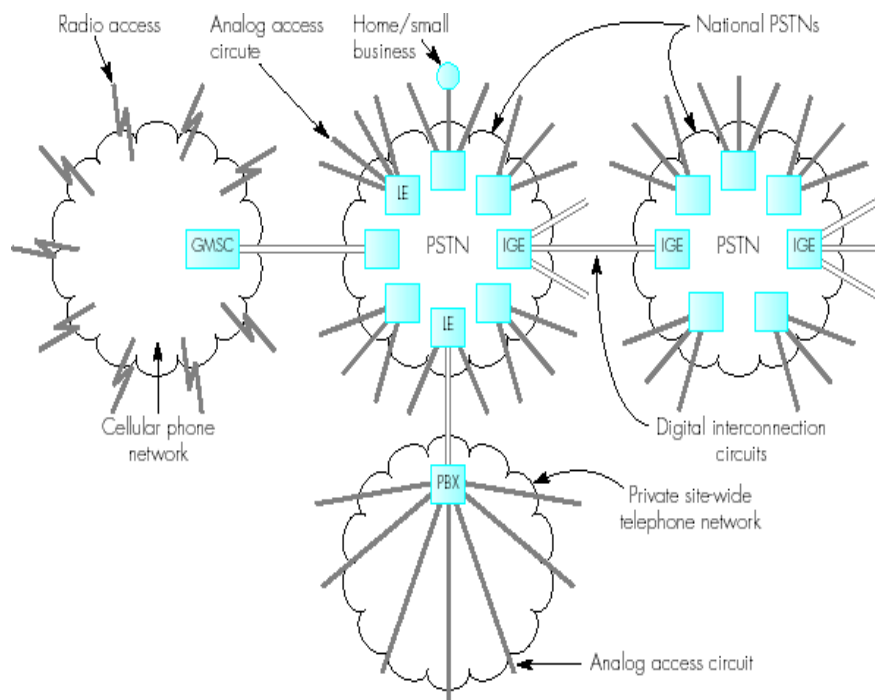 Radio access
Analog access
circute
Home/small
business
National PSTNs
LE
GMSC
PSTN
IGE
IGE
PSTN
IGE
LE
Cellular phone
network
Digital interconnection
circuits
PBX
Private site-wide
telephone network
Analog access circuit